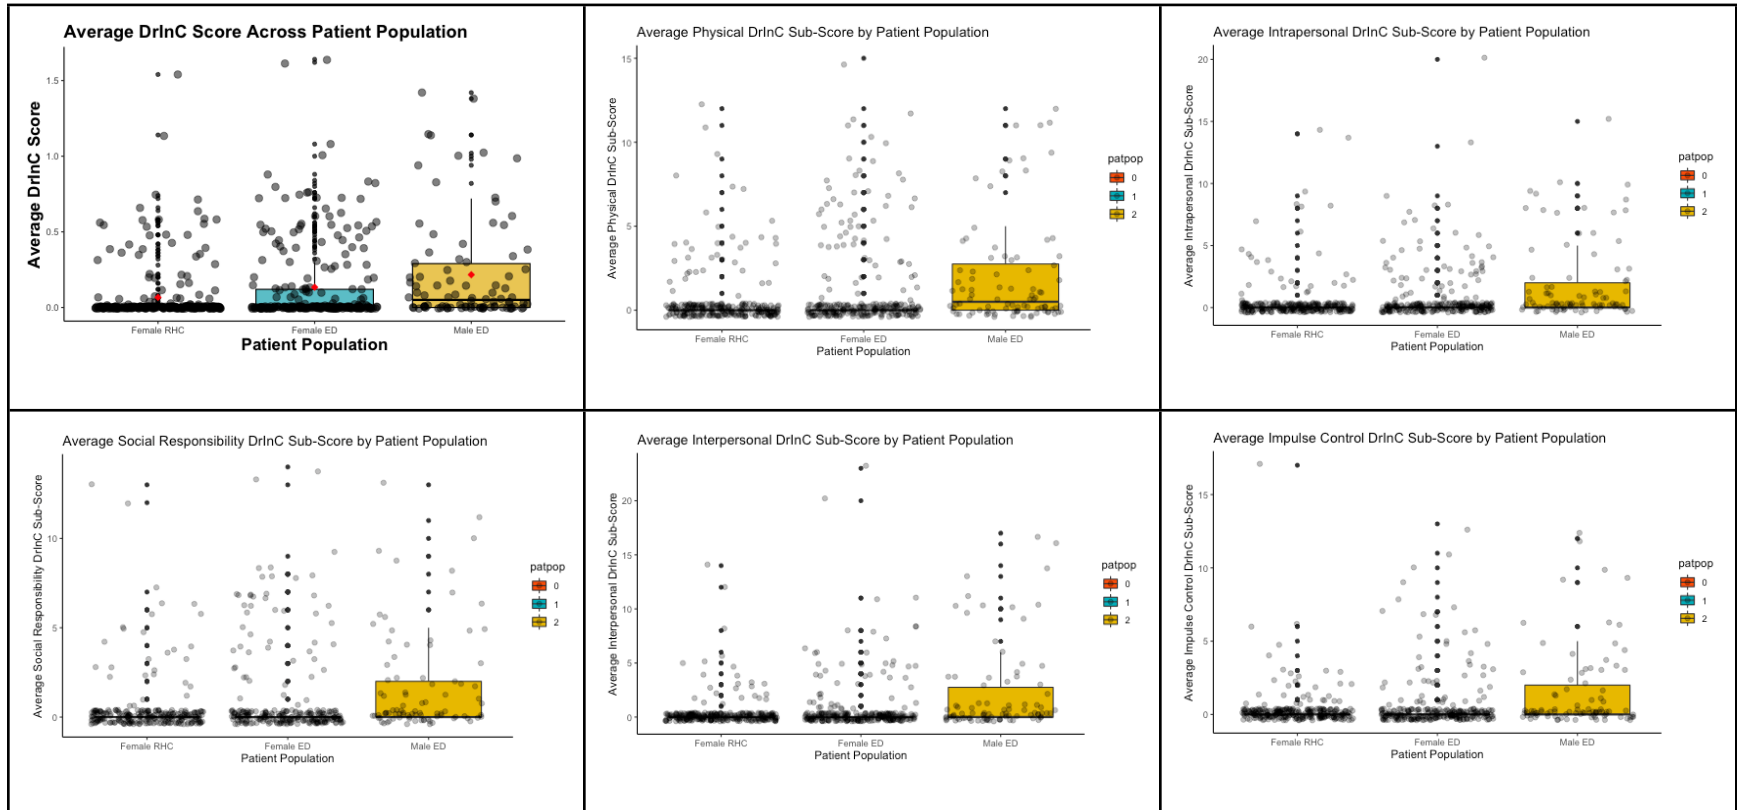 Average DrInC Score Across Patient Population
Average DrInC Score
1.5
1.0
0.5
0.0
Female RHC
Female ED
Male ED
Patient Population
Average Physical DrInC Sub-Score by Patient Population
Average Physical DrInC Sub-Score
15
10
5
0
Female RHC
Female ED
Male ED
Patient Population
patpop
0
1
2
Average Intrapersonal DrInC Sub-Score by Patient Population
Average Intrapersonal DrInC Sub-Score
20
15
10
5
0
Female RHC
Female ED
Male ED
Patient Population
patpop
0
1
2
Average Social Responsibility DrInC Sub-Score by Patient Population
Average Social Responsibility DrInC Sub-Score
10
5
0
Female RHC
Female ED
Male ED
Patient Population
patpop
0
1
2
Average Interpersonal DrInC Sub-Score by Patient Population
Average Interpersonal DrInC Sub-Score
20
15
10
5
0
Female RHC
Female ED
Male ED
Patient Population
patpop
0
1
2
Average Impulse Control DrInC Sub-Score by Patient Population
Average Impulse Control DrInC Sub-Score
15
10
5
0
Female RHC
Female ED
Male ED
Patient Population
patpop
0
1
2